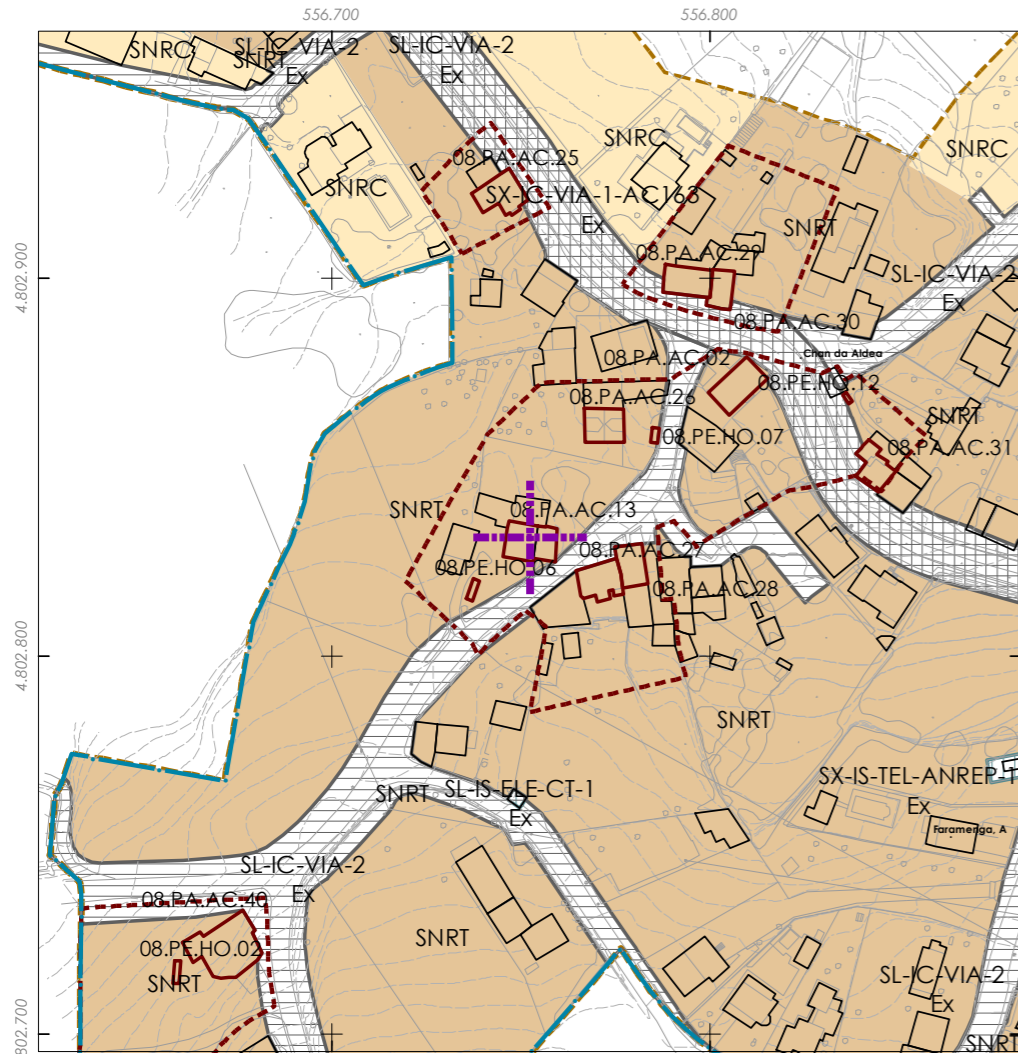 556.700
556.800
SL-IC-VIA-2
Ex
SNRT
SNRC
SL-IC-VIA-2
Ex
SNRC
SNRC
SNRC
08.PA.AC.25
SX-IC-VIA-1-AC163
Ex
SNRT
08.PA.AC.29
4.802.900
SL-IC-VIA-2
Ex
08.PA.AC.30
Chan da Aldea
08.PA.AC.02
08.PE.HO.12
08.PA.AC.26
SNRT
08.PE.HO.07
08.PA.AC.31
SNRT
08.PA.AC.13
08.PA.AC.27
08.PE.HO.06
08.PA.AC.28
4.802.800
SNRT
SX-IS-TEL-ANREP-1
Ex
SNRT
SL-IS-ELE-CT-1
Ex
Faramenga, A
SL-IC-VIA-2
Ex
08.PA.AC.40
SNRT
08.PE.HO.02
SNRT
SL-IC-VIA-2
Ex
802.700
SNRT